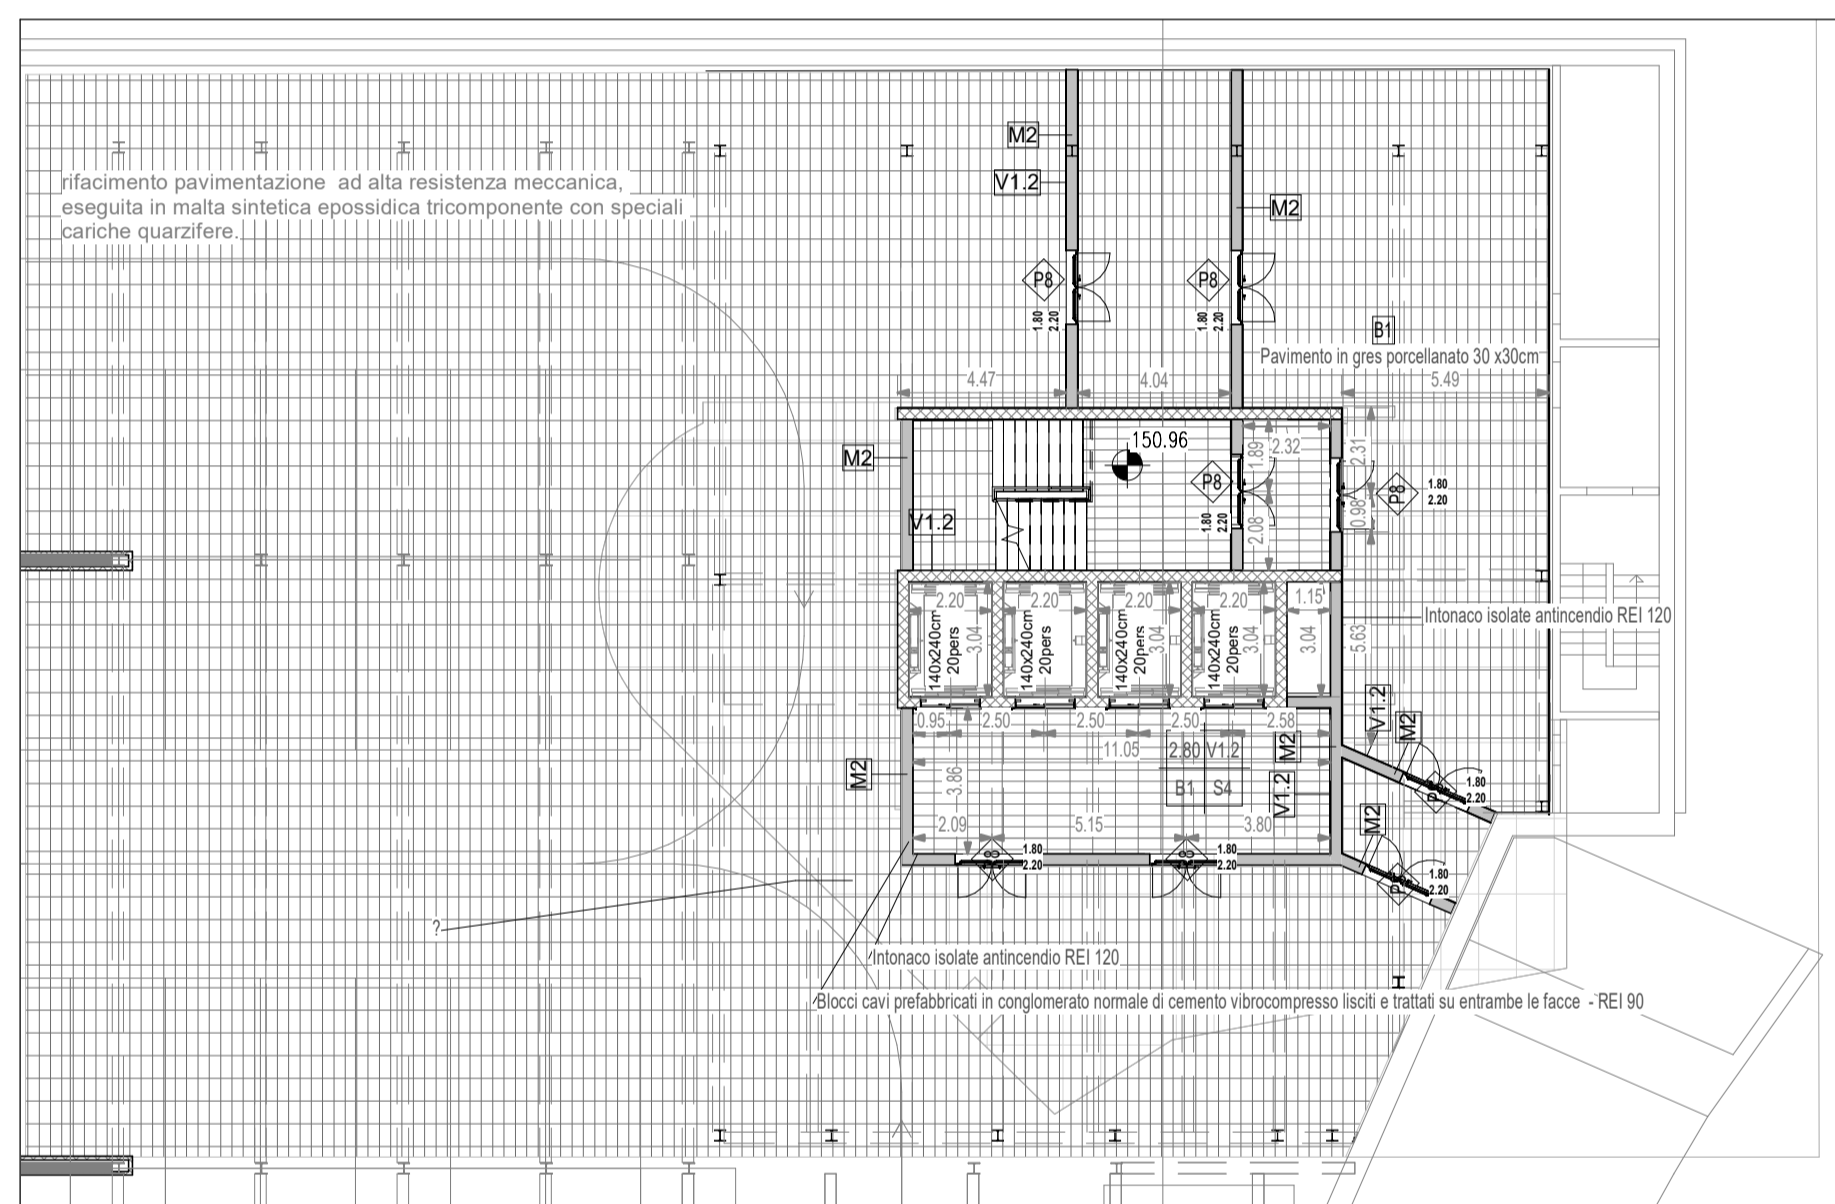 M2
V1.2
M2
rifacimento pavimentazione ad alta resistenza meccanica,
eseguita in malta sintetica epossidica tricomponente con speciali
cariche quarzifere.
P8
1.80
2.20
P8
1.80
2.20
B1
Pavimento in gres porcellanato 30 x30cm
4.47
4.04
5.49
M2
V1.2
150.96
P8
1.80
2.20
1.89
2.32
2.08
2.31
0.98
P8
1.80
2.20
2.20
140x240cm
20pers
3.04
2.20
140x240cm
20pers
2.20
140x240cm
20pers
3.04
2.20
140x240cm
20pers
3.04
1.15
3.04
5.63
Intonaco isolate antincendio REI 120
0.95
2.50
2.50
2.50
2.58
11.05
M2
3.86
2.80
V1.2
B1
S4
M2
V1.2
V1.2
M2
1.80
2.20
M2
1.80
2.20
2.09
5.15
3.80
1.80
2.20
1.80
2.20
?
Intonaco isolate antincendio REI 120
Blocci cavi prefabbricati in conglomerato normale di cemento vibrocompresso lisciti e trattati su entrambe le facce - REI 90